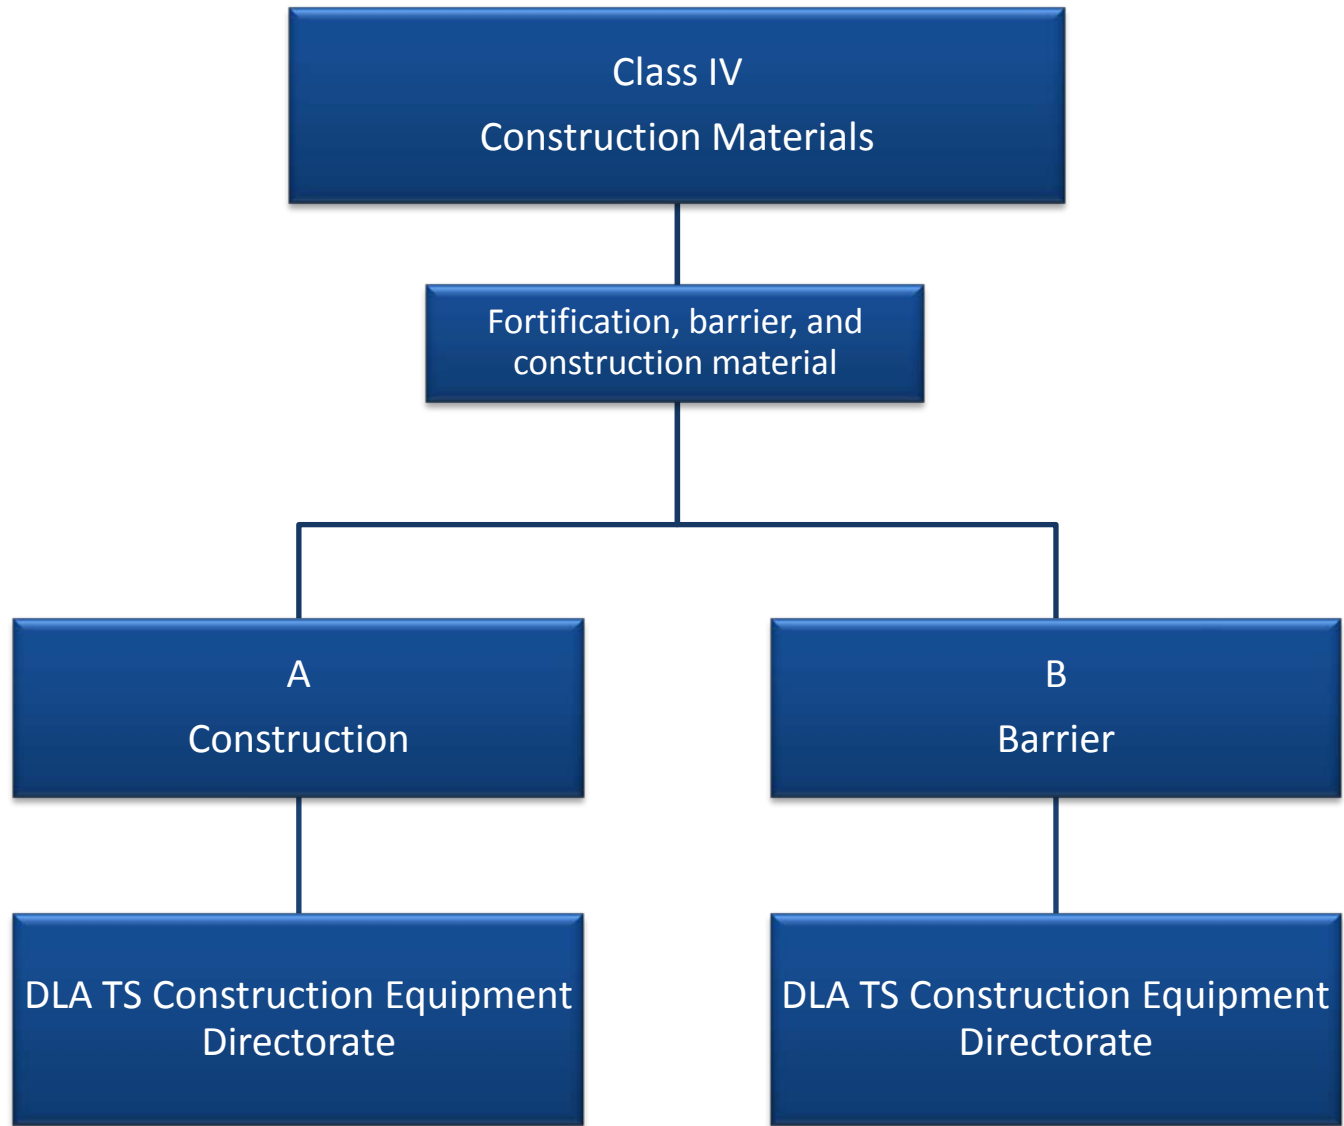 Class IV
Construction Materials
Fortification, barrier, and
construction material
A
Construction
B
Barrier
DLA TS Construction Equipment
Directorate
DLA TS Construction Equipment
Directorate